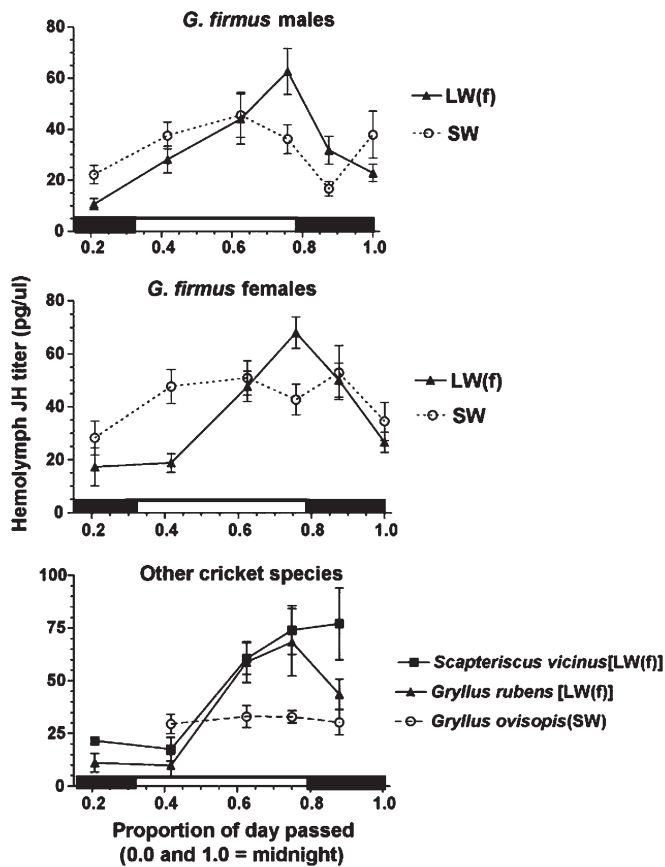 G. firmus males
80
60
40
20
0
0.2 0.4 0.6 0.8 1.0
LW(f)
SW
Hemolymph JH titer (pg/ul)
G. firmus females
80
60
40
20
0
0.2 0.4 0.6 0.8 1.0
LW(f)
SW
Other cricket species
100
75
50
25
0
0.2 0.4 0.6 0.8 1.0
Scapteriscus vicinus[LW(f)]
Gryllus rubens [LW(f)]
Gryllus ovisopis(SW)
Proportion of day passed
(0.0 and 1.0 = midnight)